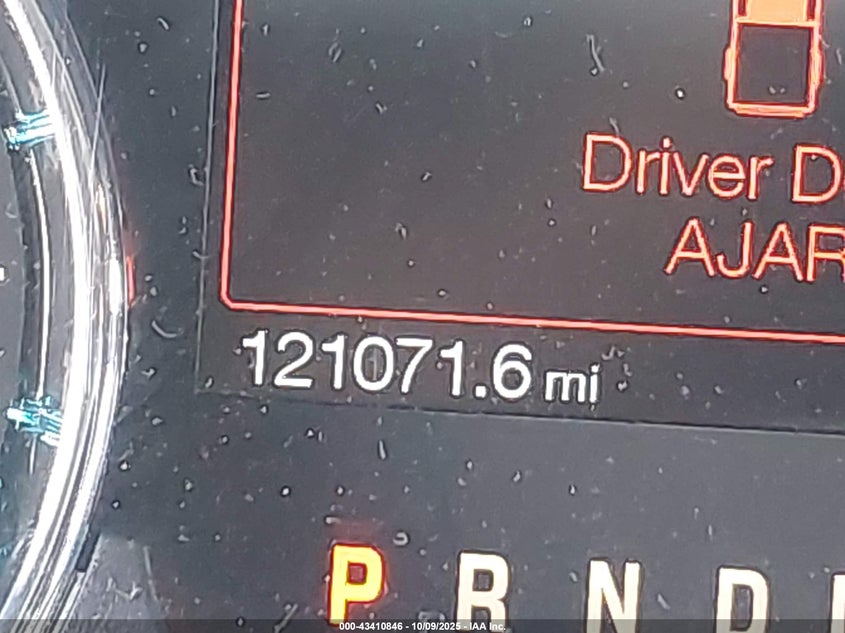 Driver D
AJAR
121071.6 mi
P R N D
000-43410846 - 10/09/2025 - IAA Inc.